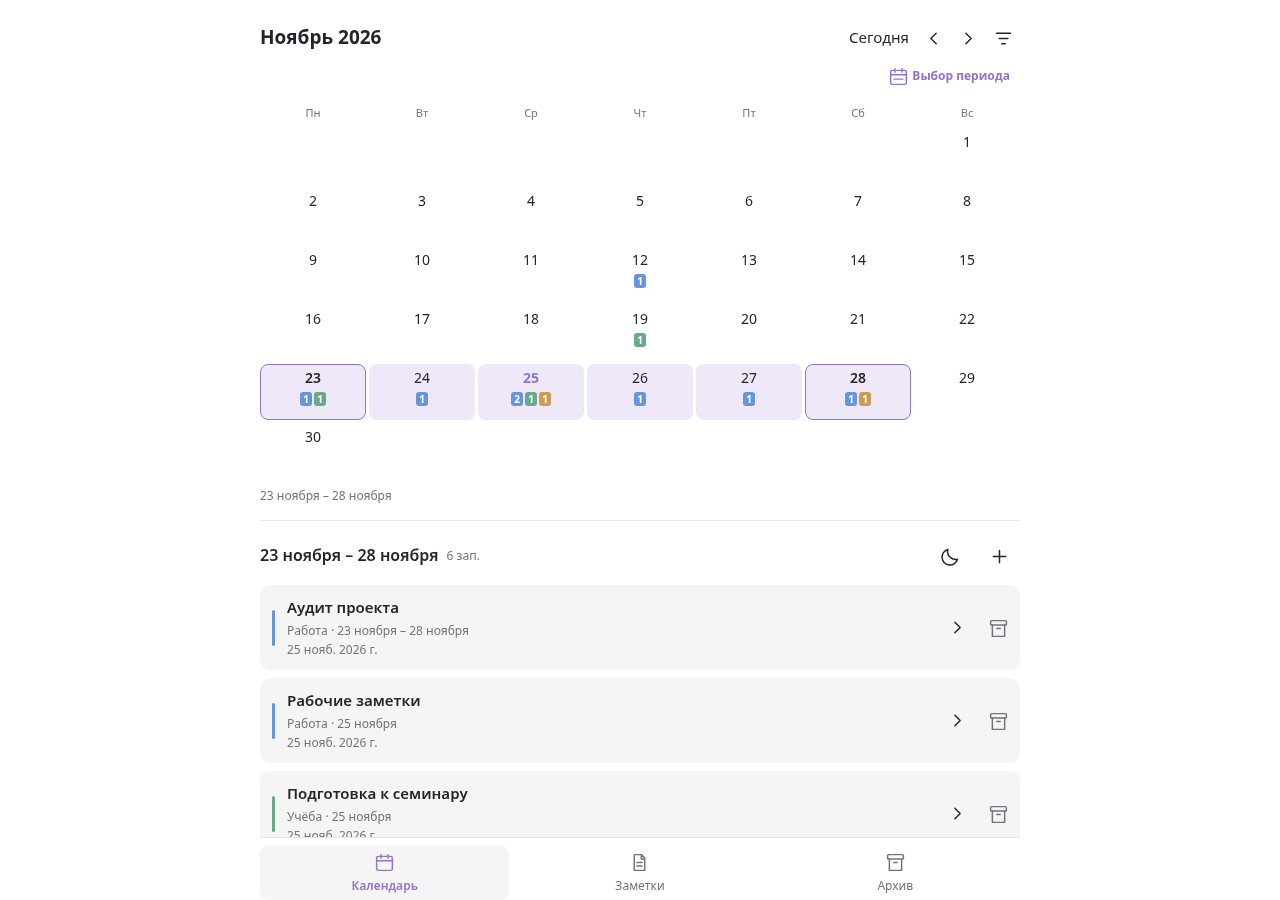 Ноябрь 2026
Сегодня
Выбор периода
Пн Вт Ср Чт Пт Сб Вс
1
2 3 4 5 6 7 8
9 10 11 12 13 14 15
1
16 17 18 19 20 21 22
1
23 24 25 26 27 28 29
1 1 1 2 1 1 1 1 1 1
30
23 ноября – 28 ноября
23 ноября – 28 ноября 6 зап.
Аудит проекта
Работа · 23 ноября – 28 ноября
25 нояб. 2026 г.
Рабочие заметки
Работа · 25 ноября
25 нояб. 2026 г.
Подготовка к семинару
Учёба · 25 ноября
25 нояб. 2026 г.
Календарь Заметки Архив